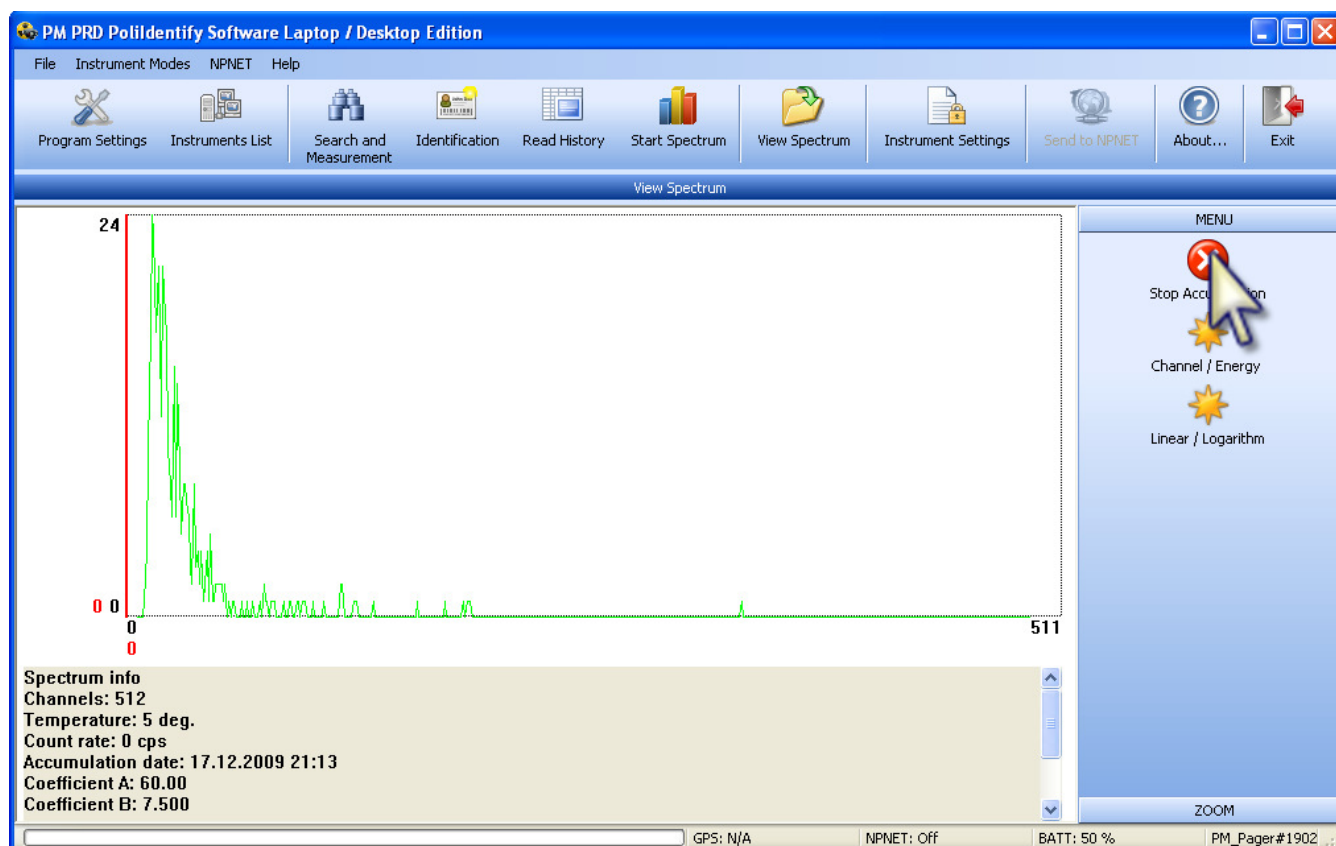 PM PRD PoliIdentify Software Laptop / Desktop Edition
File Instrument Modes NPNET Help
Program Settings
Instruments List
Search and
Measurement
Identification
Read History
Start Spectrum
View Spectrum
Instrument Settings
Send to NPNET
About...
Exit
View Spectrum
24
0 0
0
0
511
MENU
Stop
Channel / Energy
Linear / Logarithm
Spectrum info
Channels: 512
Temperature: 5 deg.
Count rate: 0 cps
Accumulation date: 17.12.2009 21:13
Coefficient A: 60.00
Coefficient B: 7.500
ZOOM
GPS: N/A NPNET: Off BATT: 50 % PM_Pager#1902